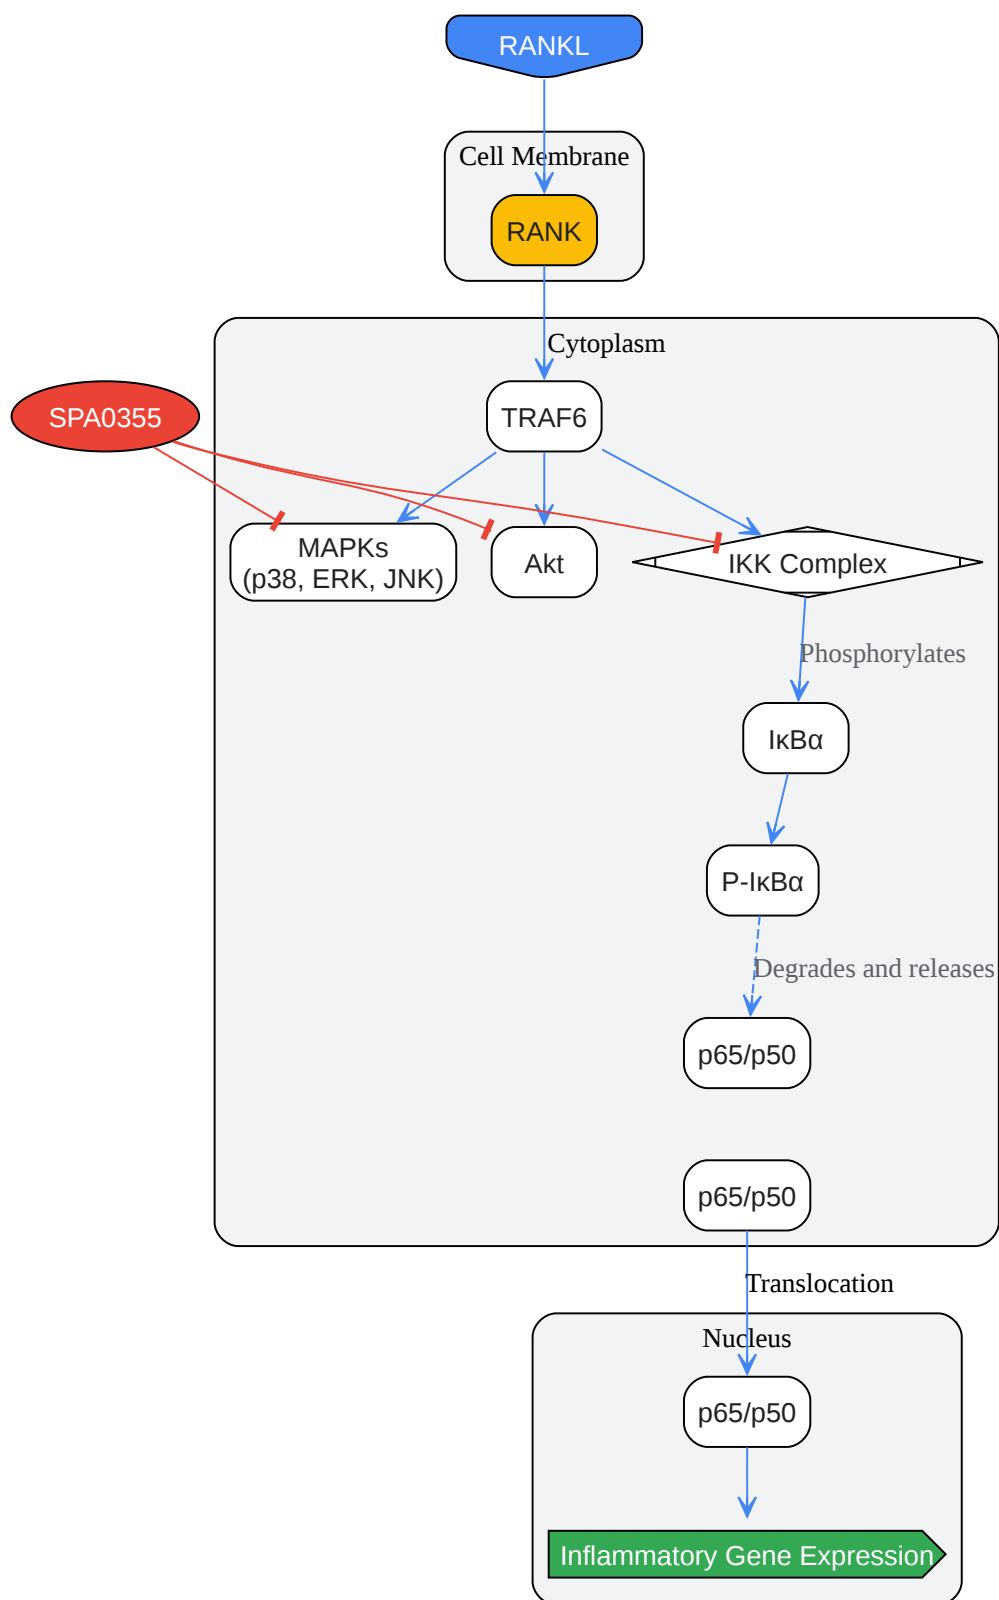 RANKL
Cell Membrane
RANK
Cytoplasm
SPA0355
TRAF6
MAPKs
(p38, ERK, JNK)
Akt
IKK Complex
Phosphorylates
IκBα
P-IκBα
Degrades and releases
p65/p50
p65/p50
Translocation
Nucleus
p65/p50
Inflammatory Gene Expression